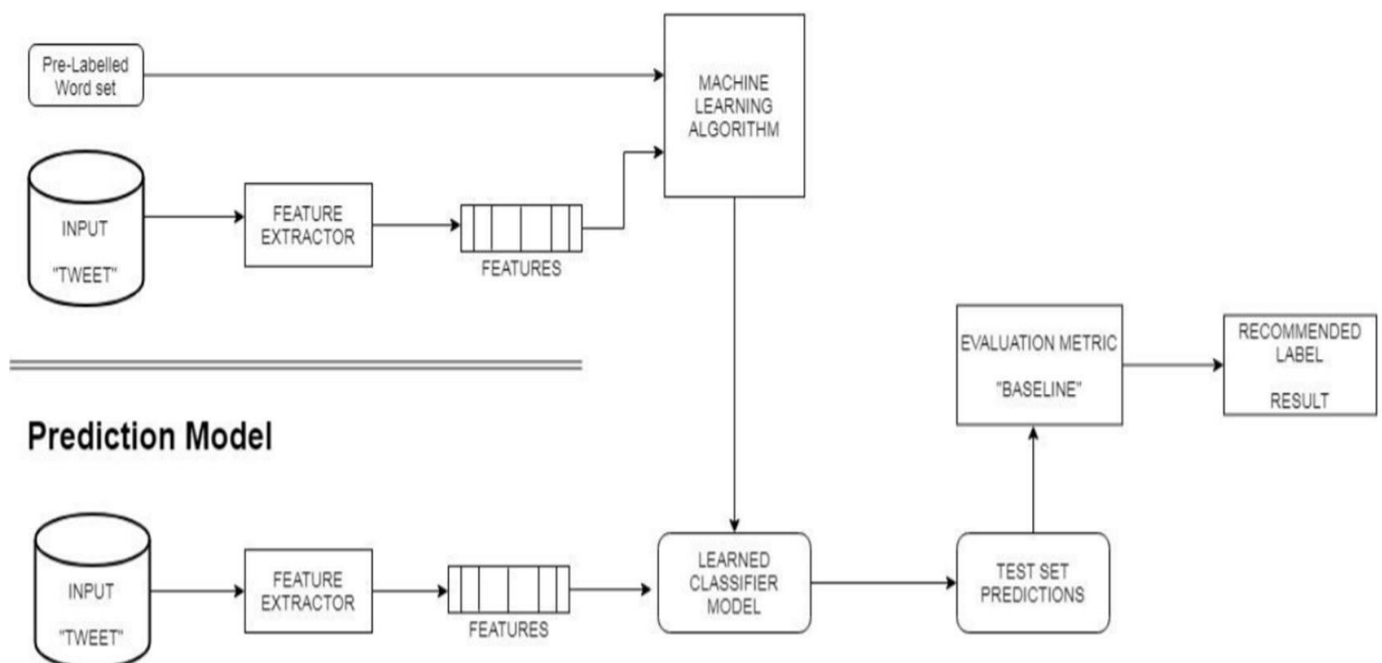 Pre-Labelled
Word set
MACHINE
LEARNING
ALGORITHM
INPUT
"TWEET"
FEATURE
EXTRACTOR
FEATURES
EVALUATION METRIC
"BASELINE"
RECOMMENDED
LABEL
RESULT
Prediction Model
INPUT
"TWEET"
FEATURE
EXTRACTOR
FEATURES
LEARNED
CLASSIFIER
MODEL
TEST SET
PREDICTIONS